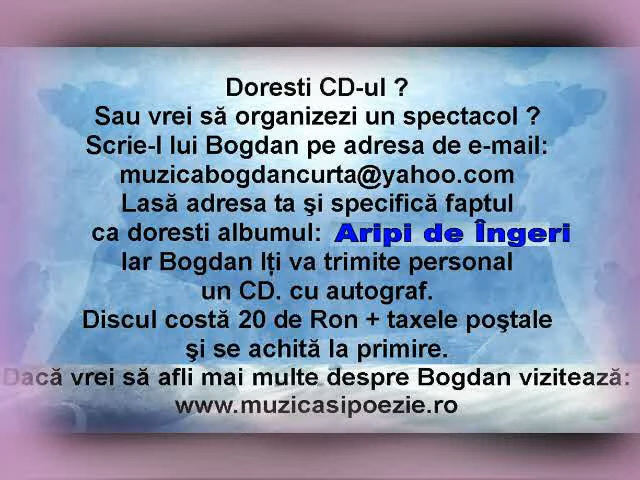 Doresti CD-ul ?
Sau vrei să organizezi un spectacol ?
Scrie-l lui Bogdan pe adresa de e-mail:
muzicabogdancurta@yahoo.com
Lasă adresa ta şi specifică faptul
ca doresti albumul: Aripi de Îngeri
Iar Bogdan Iţi va trimite personal
un CD. cu autograf.
Discul costă 20 de Ron + taxele poştale
şi se achită la primire.
Dacă vrei să afli mai multe despre Bogdan vizitează:
www.muzicasipoezie.ro